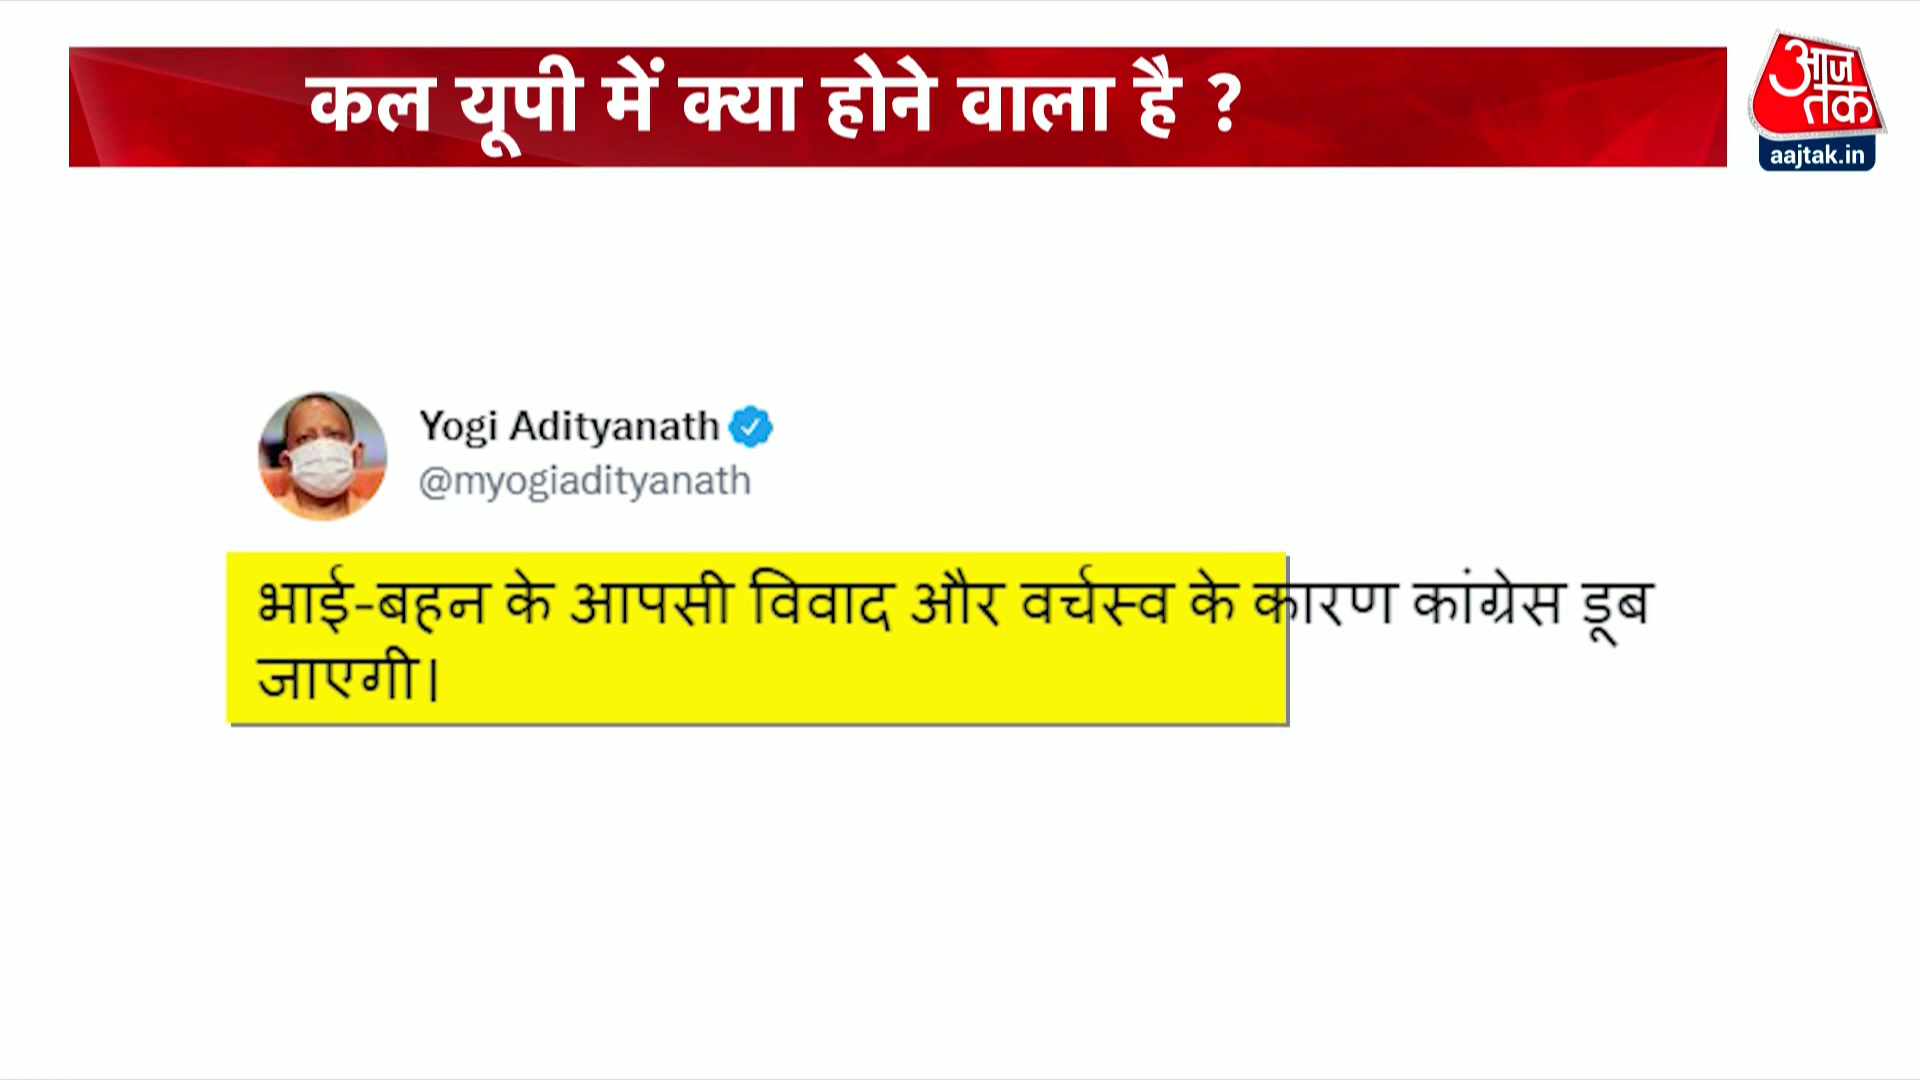 कल यूपी में क्या होने वाला है ?
आज
तक
aajtak.in
Yogi Adityanath
@myogiadityanath
भाई-बहन के आपसी विवाद और वर्चस्व के कारण कांग्रेस डूब
जाएगी।